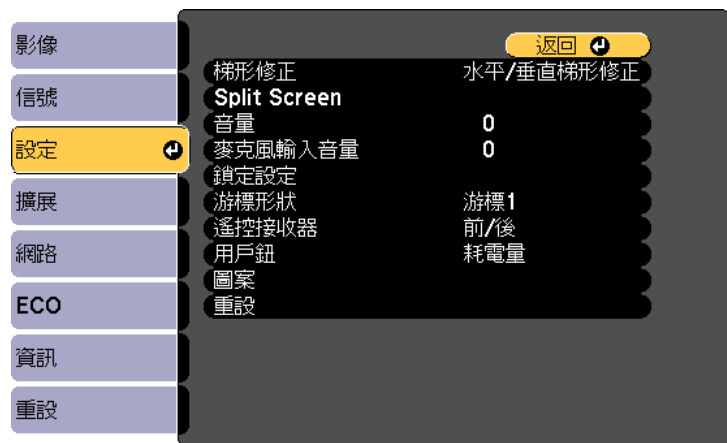 影像
信號
設定
擴展
網路
ECO
資訊
重設
返回
梯形修正 水平/垂直梯形修正
Split Screen
音量 0
麥克風輸入音量 0
鎖定設定
游標形狀 游標1
遙控接收器 前/後
用戶鈕 耗電量
圖案
重設